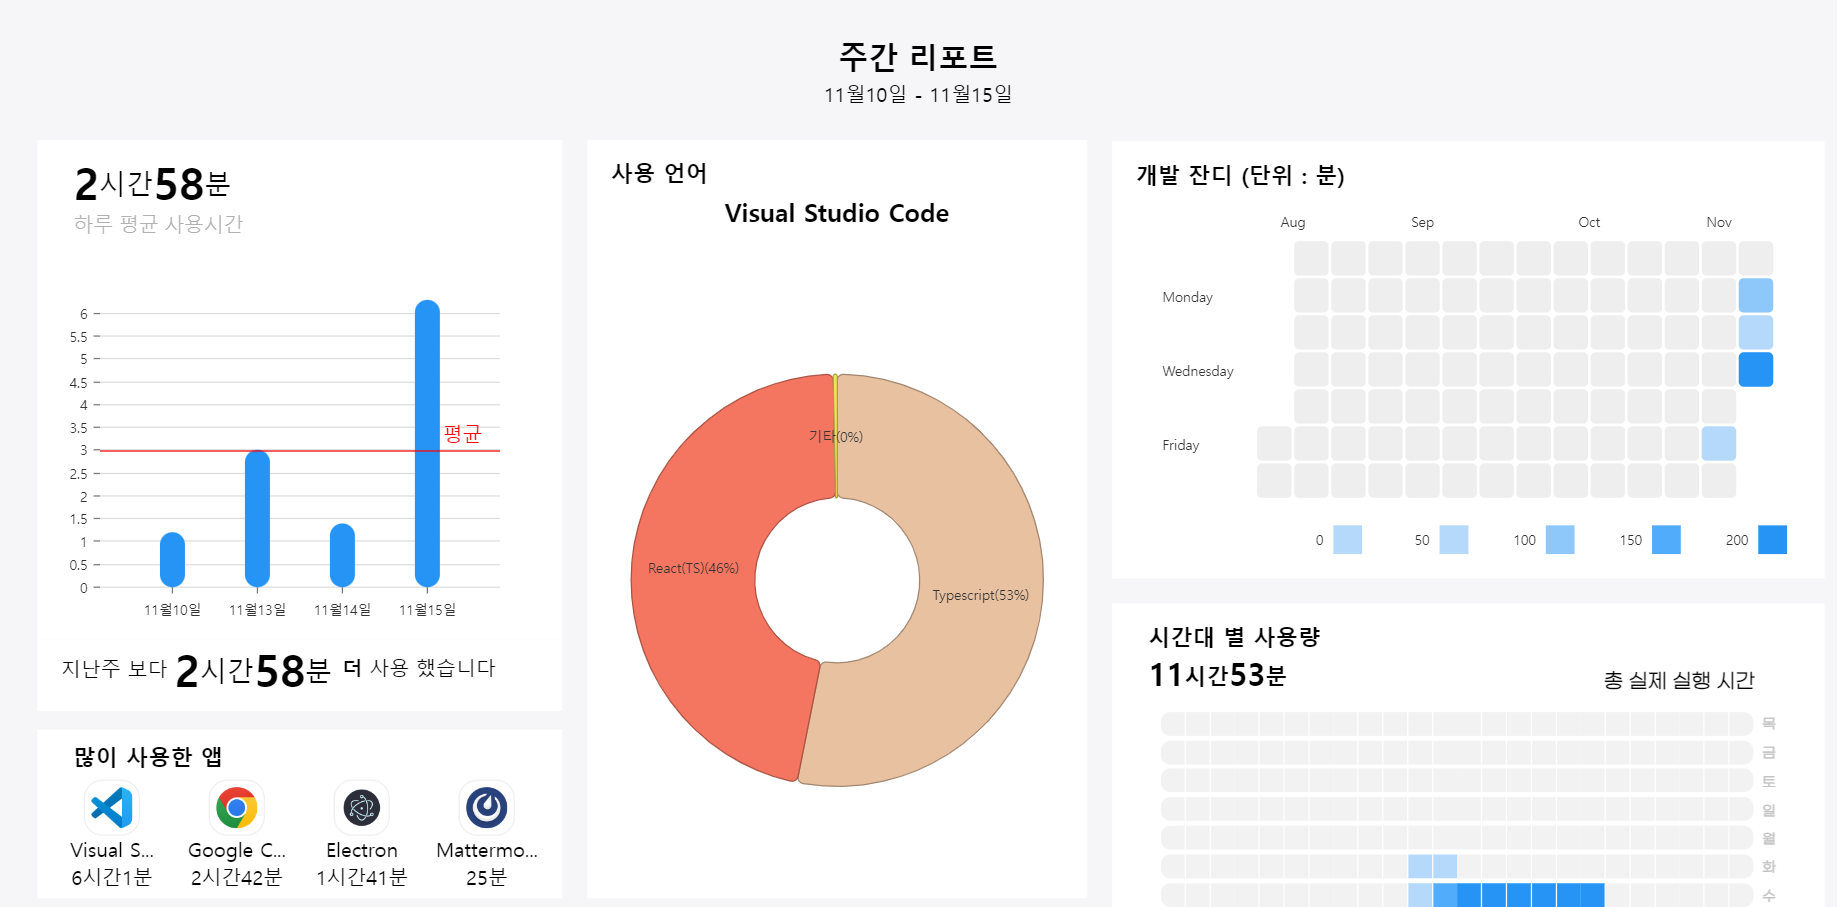 주간 리포트
11월10일 - 11월15일
2시간58분
하루 평균 사용시간
6
5.5
5
4.5
4
3.5
3
2.5
2
1.5
1
0.5
0
평균
11월10일 11월13일 11월14일 11월15일
지난주 보다 2시간58분 더 사용 했습니다
많이 사용한 앱
Visual S... Google C... Electron Mattermo...
6시간1분 2시간42분 1시간41분 25분
사용 언어
Visual Studio Code
기타(0%)
React(TS)(46%)
Typescript(53%)
개발 잔디 (단위 : 분)
Aug Sep Oct Nov
Monday
Wednesday
Friday
0 50 100 150 200
시간대 별 사용량
11시간53분
총 실제 실행 시간
목
금
토
일
월
화
수